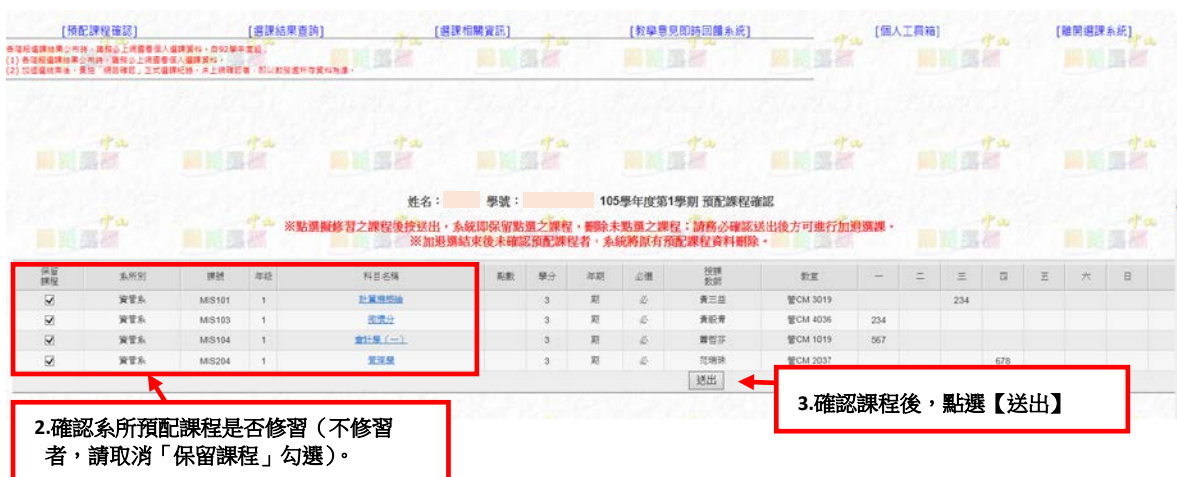 [預配課程確認] [選課結果查詢] [選課相關資訊] [教學意見即時回饋系統] [個人工具箱] [離開選課系統]
姓名： 學號： 105學年度第1學期 預配課程確認
※點選擬修習之課程後按送出，系統即保留點選之課程，刪除未點選之課程；請務必確認送出後方可進行加退選課。
※加退選結束後未確認預配課程者，系統將原有預配課程資料刪除。
保留課程 系所別 課號 年級 科目名稱 點數 學分 年期 必選 授課教師 教室 一 二 三 四 五 六 日
資管系 MIS101 1 計算機概論 3 期 必 黃三益 管CM 3019 234
資管系 MIS103 1 微積分 3 期 必 管CM 4036 234
資管系 MIS104 1 會計學（一） 3 期 必 管CM 1019 567
資管系 MIS204 1 管理學 3 期 必 范瑞珠 管CM 2037 678
送出
3.確認課程後，點選【送出】
2.確認系所預配課程是否修習（不修習
者，請取消「保留課程」勾選）。